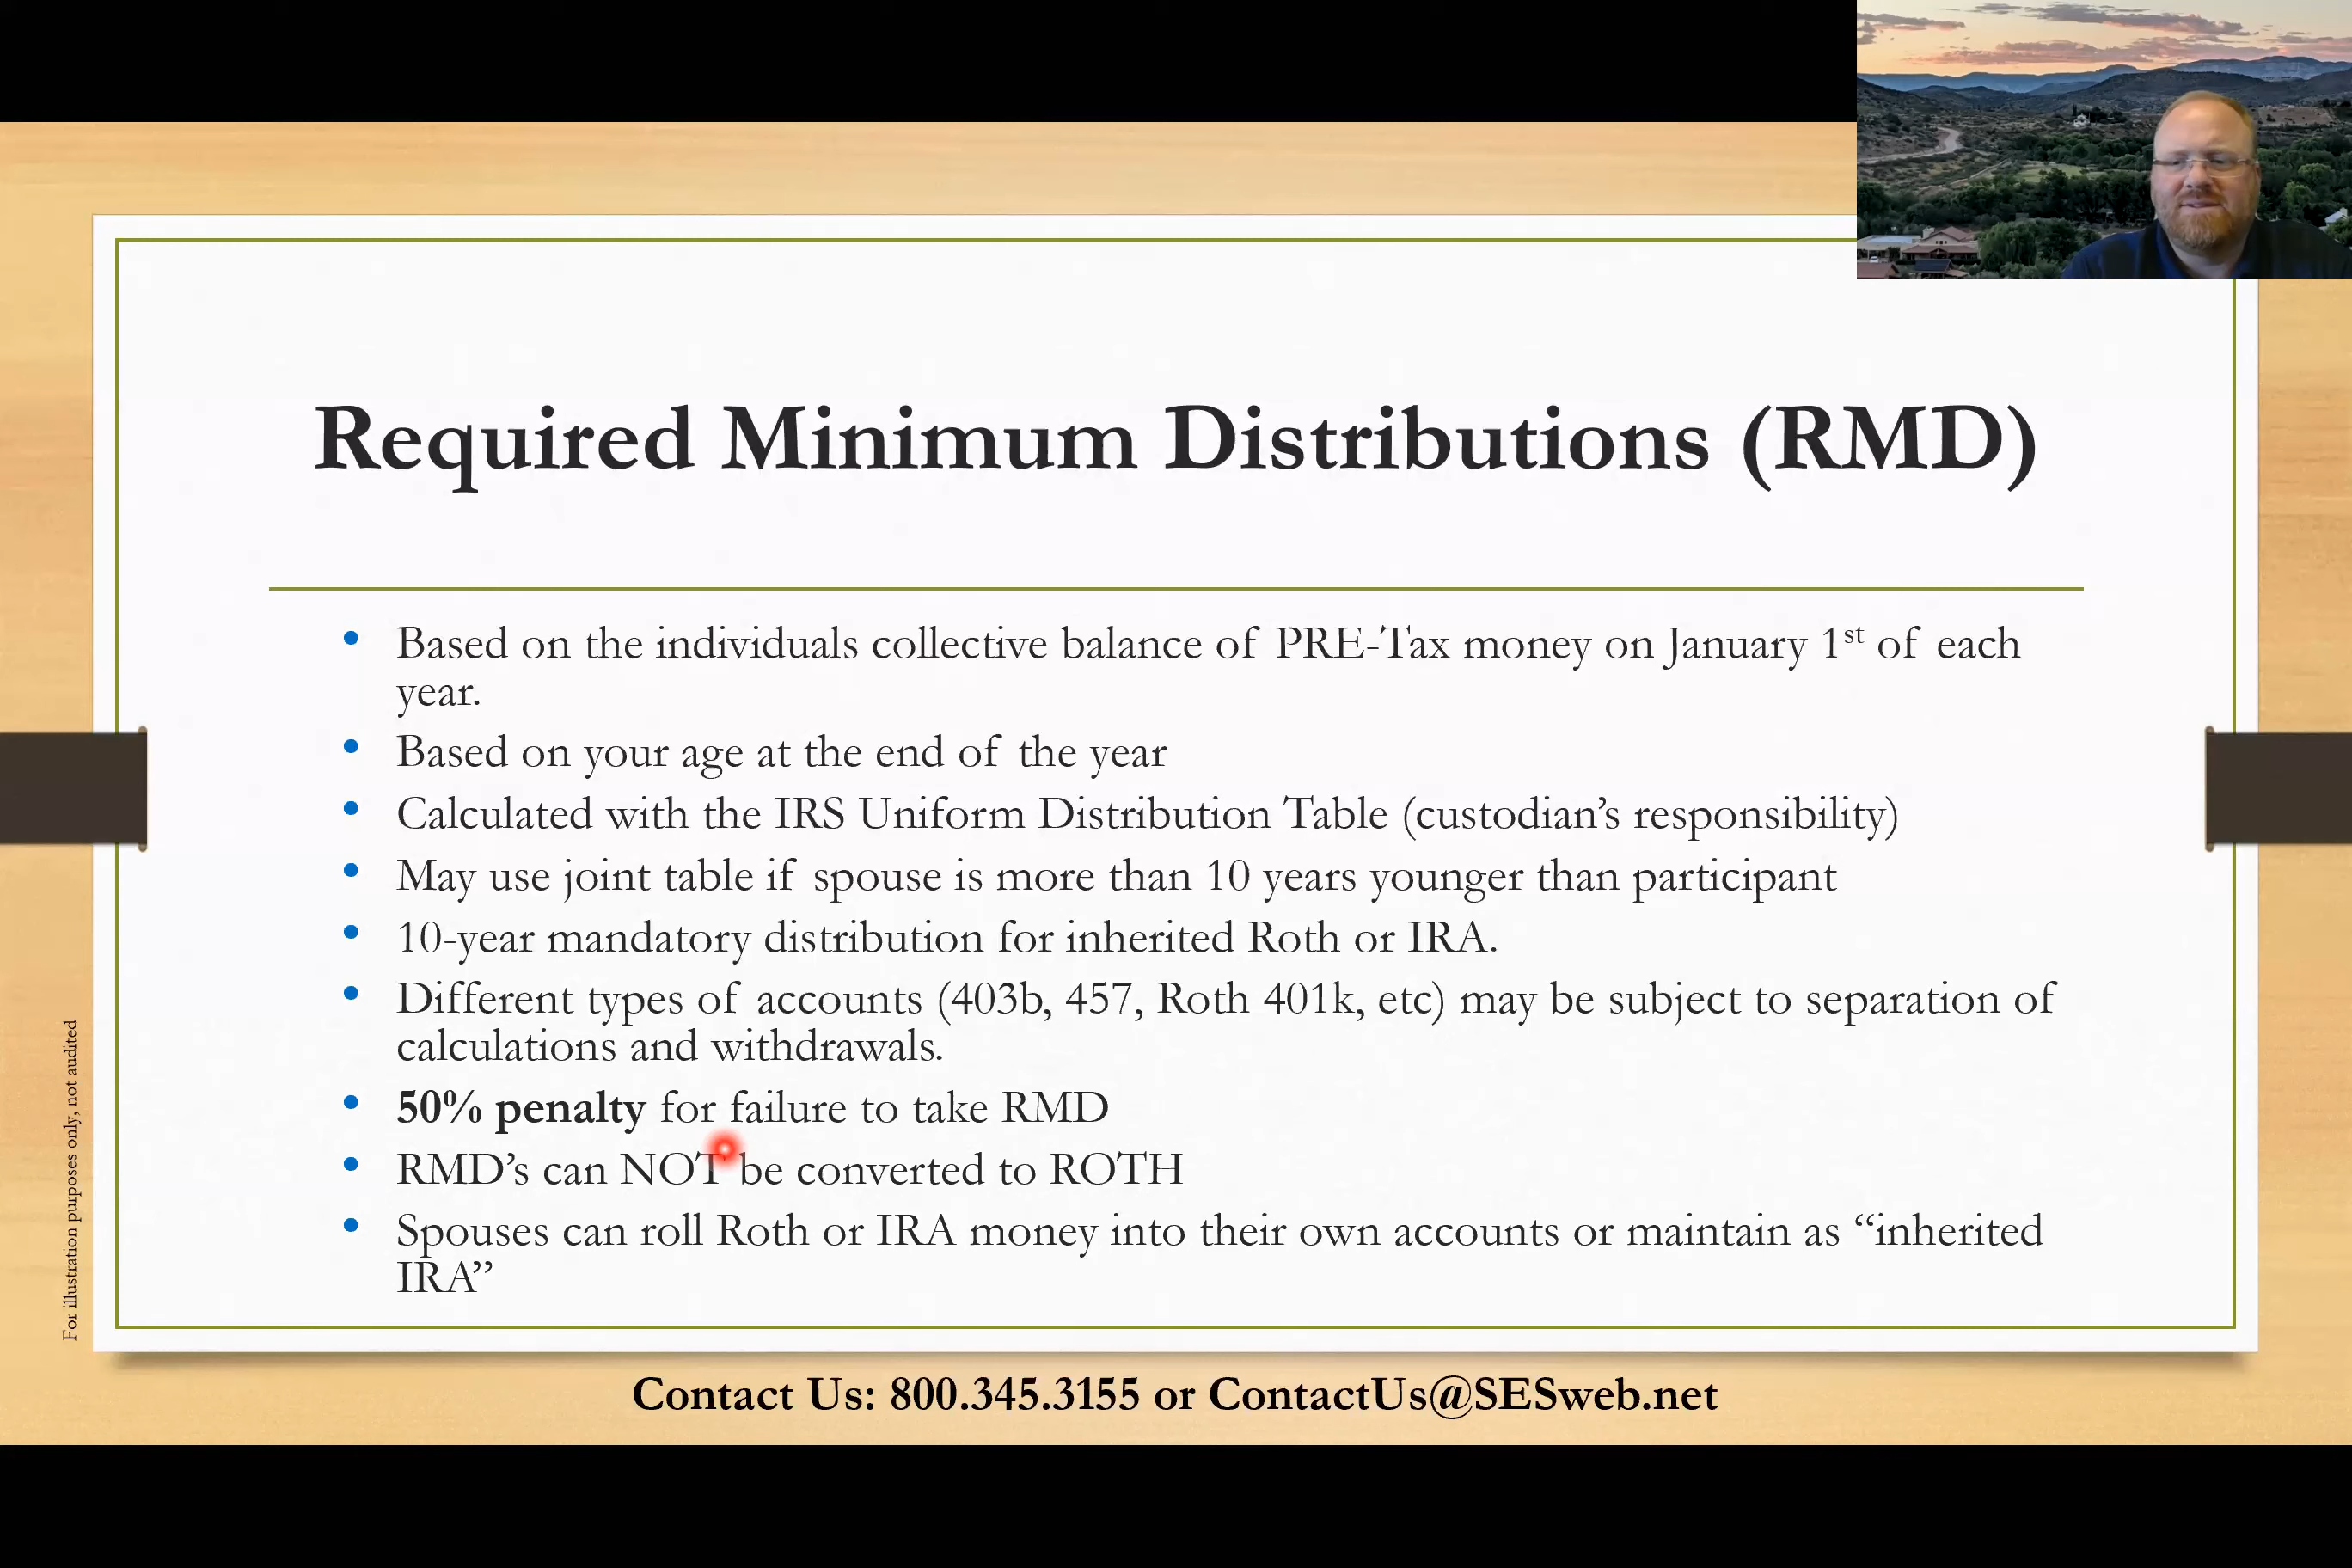 Required Minimum Distributions (RMD)
Based on the individuals collective balance of PRE-Tax money on January 1st of each
year.
Based on your age at the end of the year
Calculated with the IRS Uniform Distribution Table (custodian’s responsibility)
May use joint table if spouse is more than 10 years younger than participant
10-year mandatory distribution for inherited Roth or IRA.
Different types of accounts (403b, 457, Roth 401k, etc) may be subject to separation of
calculations and withdrawals.
50% penalty for failure to take RMD
RMD’s can NOT be converted to ROTH
Spouses can roll Roth or IRA money into their own accounts or maintain as “inherited
IRA”
For illustration purposes only, not audited
Contact Us: 800.345.3155 or ContactUs@SESweb.net